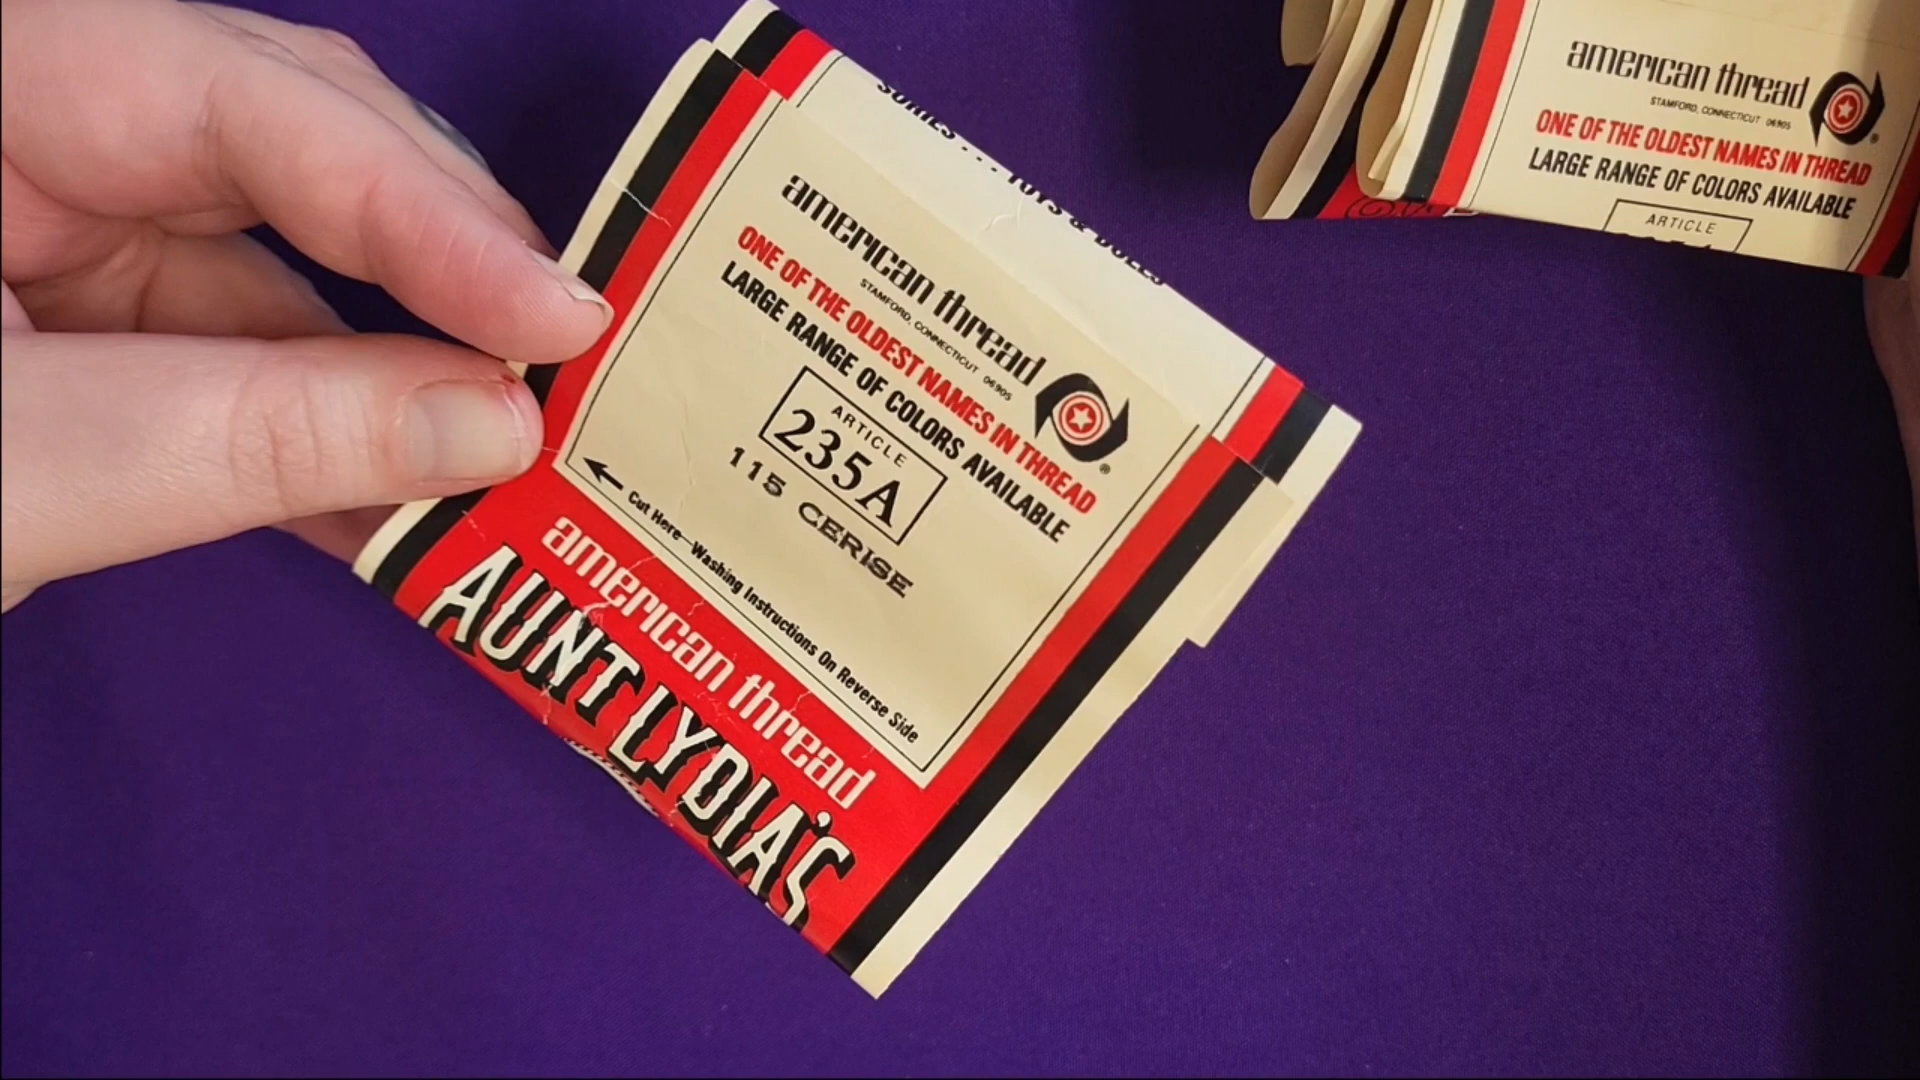 TOYS & DOLLS
american thread
STAMFORD, CONNECTICUT 06905
ONE OF THE OLDEST NAMES IN THREAD
LARGE RANGE OF COLORS AVAILABLE
ARTICLE
235A
115 CERISE
Cut Here—Washing Instructions On Reverse Side
american thread
AUNT LYDIA'S
american thread
STAMFORD, CONNECTICUT 06905
ONE OF THE OLDEST NAMES IN THREAD
LARGE RANGE OF COLORS AVAILABLE
ARTICLE